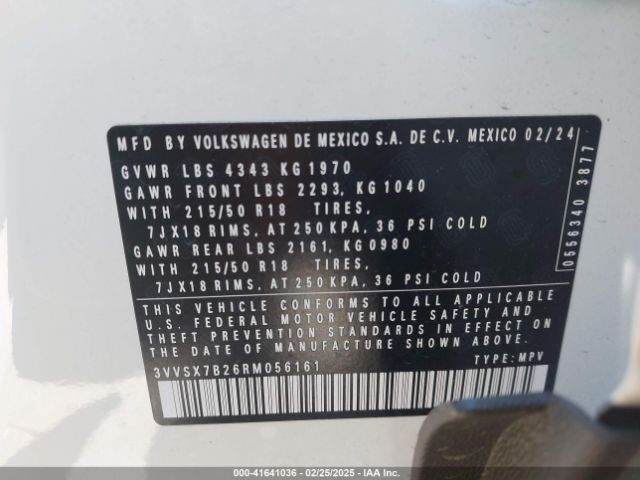 MFD BY VOLKSWAGEN DE MEXICO S.A. DE C.V. MEXICO 02/24
GVWR LBS 4343 KG 1970
GAWR FRONT LBS 2293, KG 1040
WITH 215/50 R18 TIRES,
7JX18 RIMS, AT 250 KPA, 36 PSI COLD
GAWR REAR LBS 2161, KG 0980
WITH 215/50 R18 TIRES,
7JX18 RIMS, AT 250 KPA, 36 PSI COLD
THIS VEHICLE CONFORMS TO ALL APPLICABLE
U.S. FEDERAL MOTOR VEHICLE SAFETY AND
THEFT PREVENTION STANDARDS IN EFFECT ON
THE DATE OF MANUFACTURE SHOWN ABOVE.
3VVSX7B26RM056161 TYPE: MPV
0556340 3877
000-41641036 | 02/25/2025 | IAAI.COM